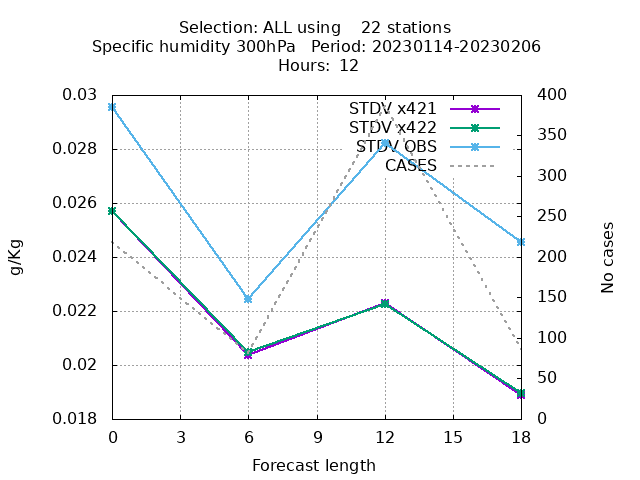 Selection: ALL using    22 stations
Specific humidity 300hPa   Period: 20230114-20230206
Hours:  12
STDV x421
STDV x422
STDV OBS
CASES
0.03
0.028
0.026
0.024
0.022
0.02
0.018
400
350
300
250
200
150
100
50
0
g/Kg
No cases
0 3 6 9 12 15 18
Forecast length